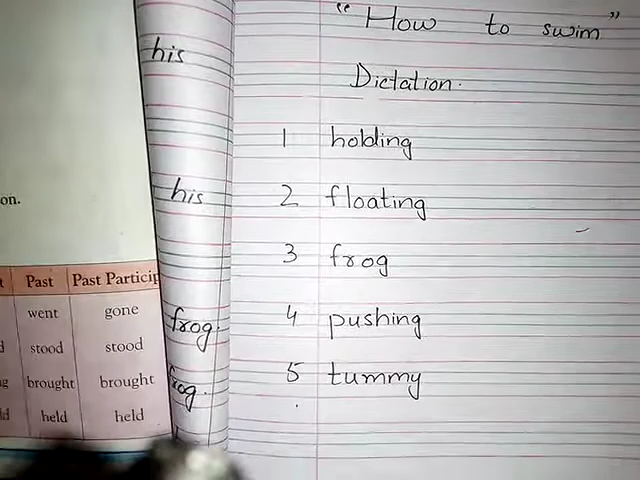 "How to swim"
Dictation.
1 holding
2 floating
3 frog
4 pushing
5 tummy
his
his
frog.
frog.
on.
Past Past Particip
went gone
stood stood
brought brought
held held